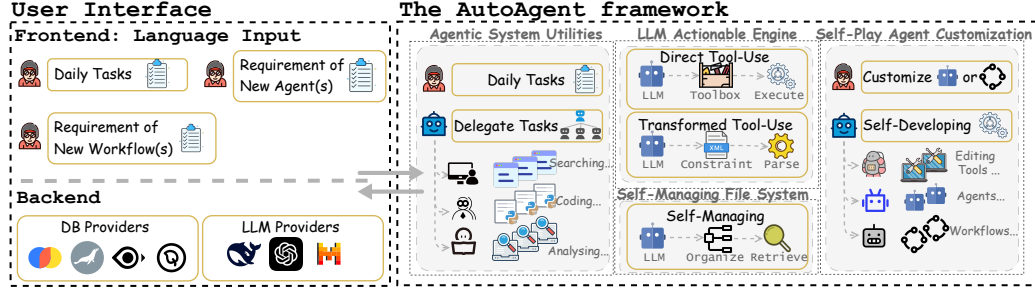 User Interface
Frontend: Language Input
Daily Tasks
Requirement of
New Agent(s)
Requirement of
New Workflow(s)
Backend
DB Providers
LLM Providers
The AutoAgent framework
Agentic System Utilities
Daily Tasks
Delegate Tasks
Searching...
Coding...
Analysing...
LLM Actionable Engine
Direct Tool-Use
LLM
Toolbox
Execute
Transformed Tool-Use
XML
LLM
Constraint
Parse
Self-Managing File System
Self-Managing
LLM
Organize
Retrieve
Self-Play Agent Customization
Customize
or
Self-Developing
Editing
Tools ...
Agents...
Workflows...